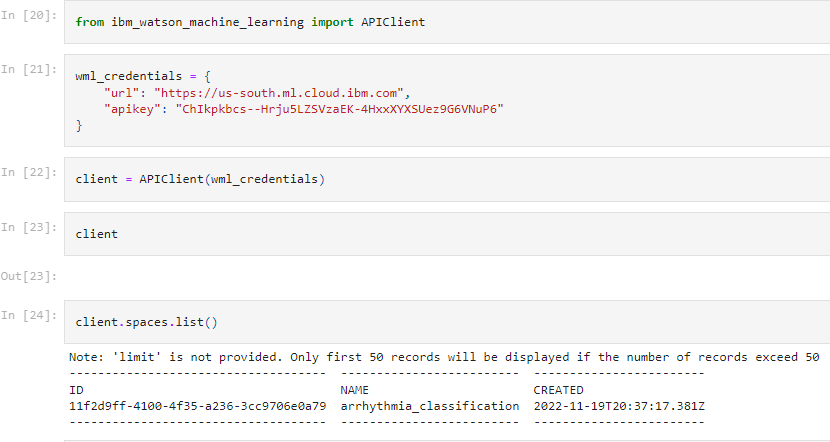 In [20]:
from ibm_watson_machine_learning import APIClient
In [21]:
wml_credentials = {
"url": "https://us-south.ml.cloud.ibm.com",
"apikey": "ChIkpkbcs--Hrju5LZSVzaEK-4HxxXYXSUez9G6VNuP6"
}
In [22]:
client = APIClient(wml_credentials)
In [23]:
client
Out[23]:
In [24]:
client.spaces.list()
Note: 'limit' is not provided. Only first 50 records will be displayed if the number of records exceed 50
------------------------------------  ------------------------  ------------------------
ID NAME CREATED
11f2d9ff-4100-4f35-a236-3cc9706e0a79 arrhythmia_classification 2022-11-19T20:37:17.381Z
------------------------------------  ------------------------  ------------------------